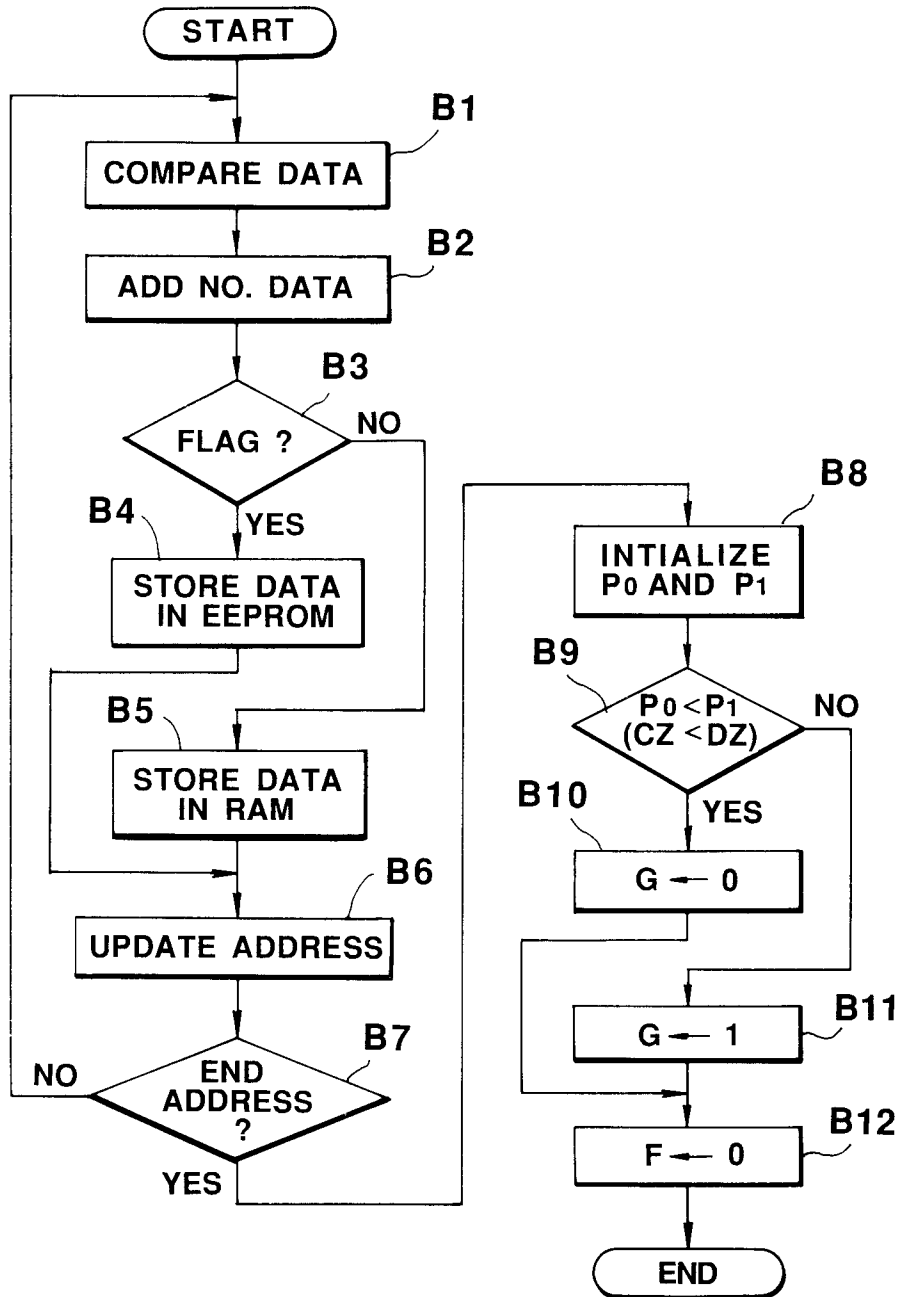 START
B1
COMPARE DATA
B2
ADD NO. DATA
B3
FLAG ?
NO
YES
B4
STORE DATA
IN EEPROM
B5
STORE DATA
IN RAM
B6
UPDATE ADDRESS
B7
END
ADDRESS
?
NO
YES
B8
INTIALIZE
P0 AND P1
B9
P0 < P1
(CZ < DZ)
NO
YES
B10
G ← 0
B11
G ← 1
B12
F ← 0
END